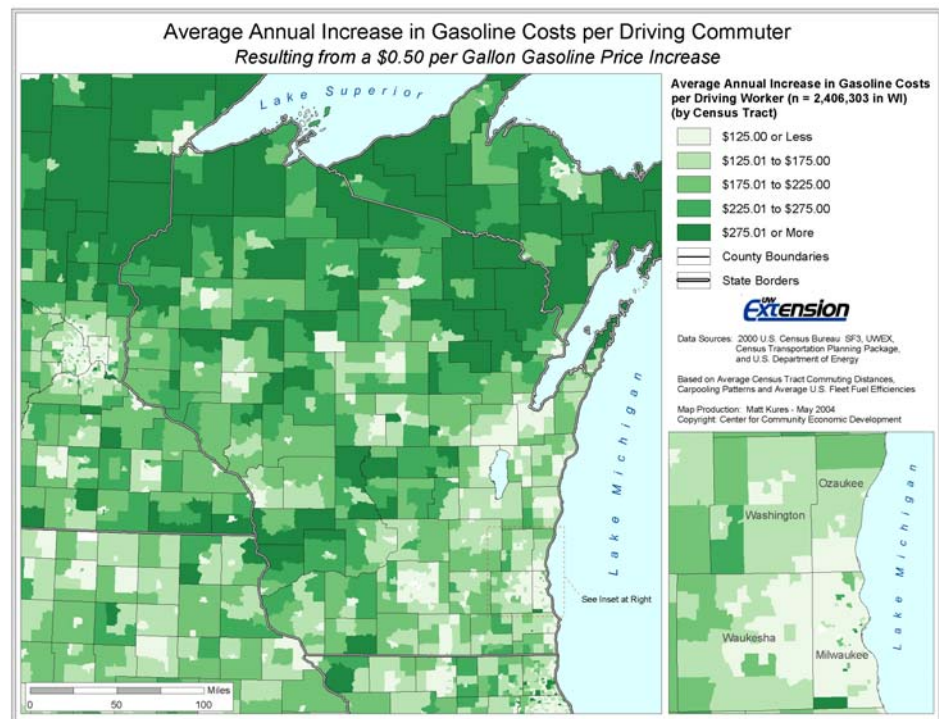 Average Annual Increase in Gasoline Costs per Driving Commuter
Resulting from a $0.50 per Gallon Gasoline Price Increase
Lake Superior
Lake Michigan
See Inset at Right
Miles
0 50 100
Average Annual Increase in Gasoline Costs
per Driving Worker (n = 2,406,303 in WI)
(by Census Tract)
$125.00 or Less
$125.01 to $175.00
$175.01 to $225.00
$225.01 to $275.00
$275.01 or More
County Boundaries
State Borders
UW
Extension
Data Sources: 2000 U.S. Census Bureau SF3, UWEX,
Census Transportation Planning Package,
and U.S. Department of Energy
Based on Average Census Tract Commuting Distances,
Carpooling Patterns and Average U.S. Fleet Fuel Efficiencies
Map Production: Matt Kures - May 2004
Copyright: Center for Community Economic Development
Ozaukee
Washington
Waukesha
Milwaukee
Lake Michigan